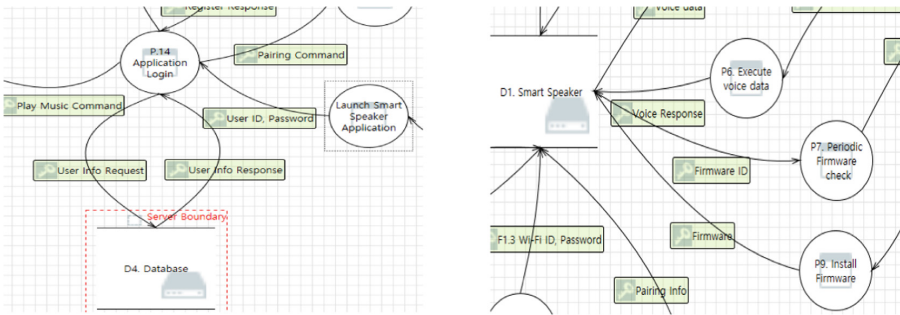 Register Response
P.14
Application
Login
Pairing Command
Play Music Command
User ID, Password
Launch Smart
Speaker
Application
User Info Request
User Info Response
Server Boundary
D4. Database
Voice data
D1. Smart Speaker
P6. Execute
voice data
Voice Response
P7. Periodic
Firmware
check
Firmware ID
Firmware
F1.3 Wi-Fi ID, Password
P9. Install
Firmware
Pairing Info